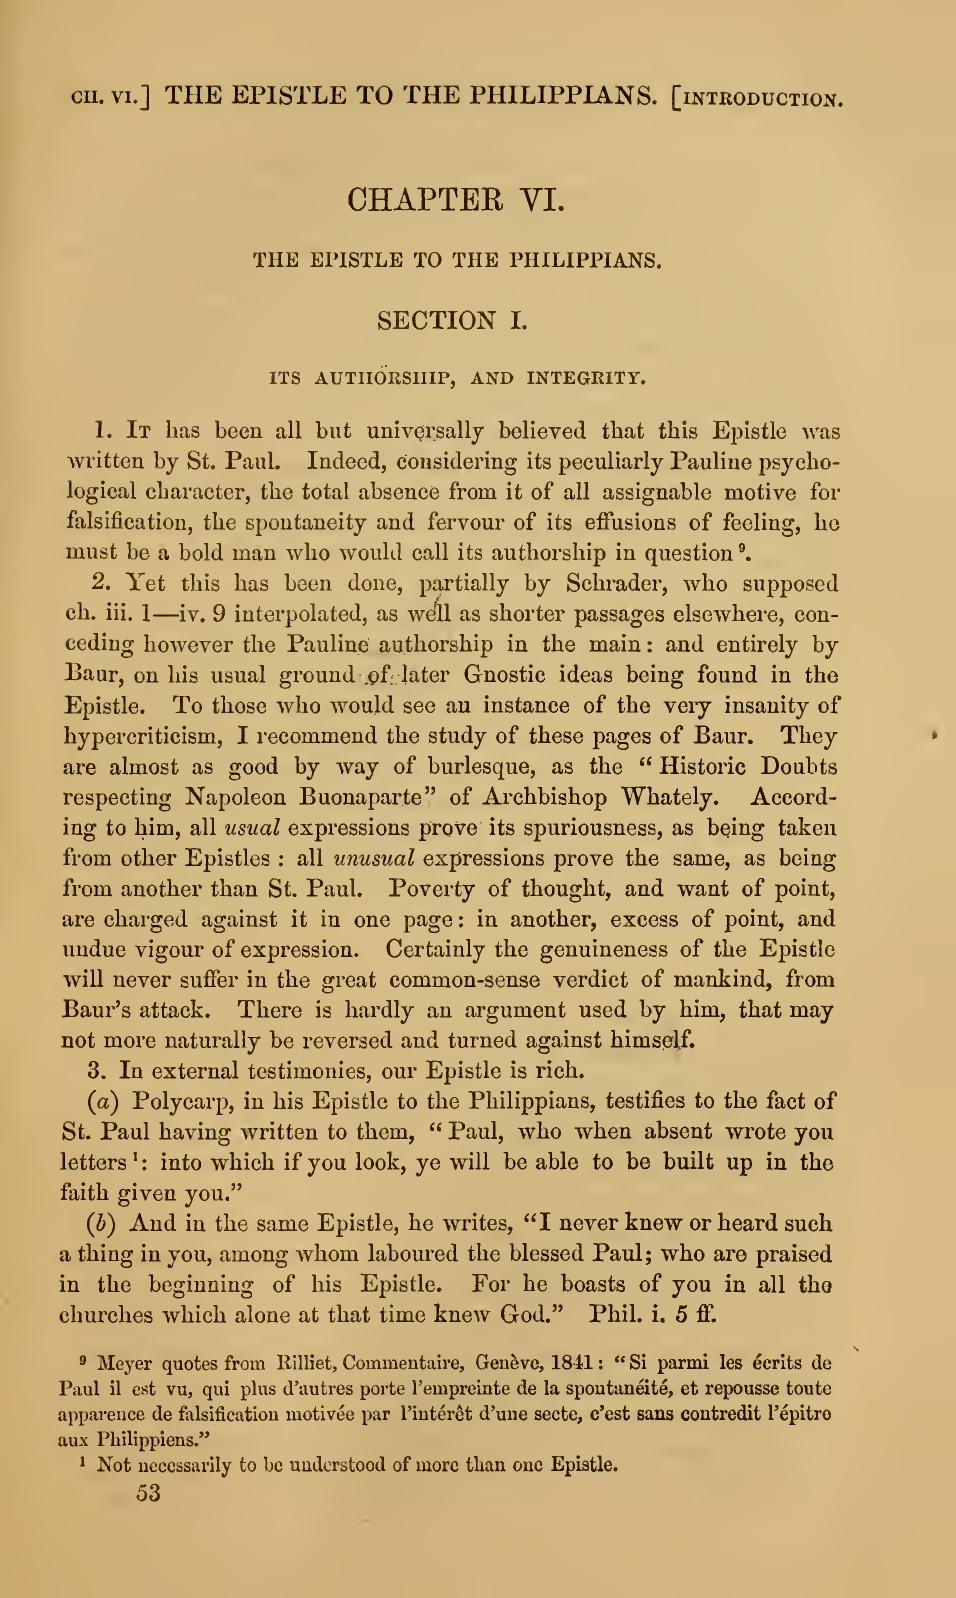 CH. VI.] THE EPISTLE TO THE PHILIPPIANS. [INTRODUCTION.
CHAPTER VI.
THE EPISTLE TO THE PHILIPPIANS.
SECTION I.
ITS AUTHORSHIP, AND INTEGRITY.
1. IT has been all but universally believed that this Epistle was
written by St. Paul. Indeed, considering its peculiarly Pauline psycho-
logical character, the total absence from it of all assignable motive for
falsification, the spontaneity and fervour of its effusions of feeling, he
must be a bold man who would call its authorship in question ⁹.
2. Yet this has been done, partially by Schrader, who supposed
ch. iii. 1—iv. 9 interpolated, as well as shorter passages elsewhere, con-
ceding however the Pauline authorship in the main: and entirely by
Baur, on his usual ground of later Gnostic ideas being found in the
Epistle. To those who would see an instance of the very insanity of
hypercriticism, I recommend the study of these pages of Baur. They
are almost as good by way of burlesque, as the “Historic Doubts
respecting Napoleon Buonaparte” of Archbishop Whately. Accord-
ing to him, all usual expressions prove its spuriousness, as being taken
from other Epistles : all unusual expressions prove the same, as being
from another than St. Paul. Poverty of thought, and want of point,
are charged against it in one page: in another, excess of point, and
undue vigour of expression. Certainly the genuineness of the Epistle
will never suffer in the great common-sense verdict of mankind, from
Baur’s attack. There is hardly an argument used by him, that may
not more naturally be reversed and turned against himself.
3. In external testimonies, our Epistle is rich.
(a) Polycarp, in his Epistle to the Philippians, testifies to the fact of
St. Paul having written to them, “Paul, who when absent wrote you
letters ¹: into which if you look, ye will be able to be built up in the
faith given you.”
(b) And in the same Epistle, he writes, “I never knew or heard such
a thing in you, among whom laboured the blessed Paul; who are praised
in the beginning of his Epistle. For he boasts of you in all the
churches which alone at that time knew God.” Phil. i. 5 ff.
⁹ Meyer quotes from Rilliet, Commentaire, Genève, 1841: “Si parmi les écrits de
Paul il est vu, qui plus d’autres porte l’empreinte de la spontanéité, et repousse toute
apparence de falsification motivée par l’intérêt d’une secte, c’est sans contredit l’épitre
aux Philippiens.”
¹ Not necessarily to be understood of more than one Epistle.
53